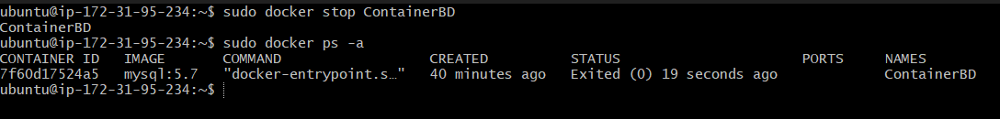 ubuntu@ip-172-31-95-234:~$ sudo docker stop ContainerBD
ContainerBD
ubuntu@ip-172-31-95-234:~$ sudo docker ps -a
CONTAINER ID   IMAGE       COMMAND                  CREATED          STATUS                      PORTS     NAMES
7f60d17524a5   mysql:5.7   "docker-entrypoint.s…"   40 minutes ago   Exited (0) 19 seconds ago             ContainerBD
ubuntu@ip-172-31-95-234:~$